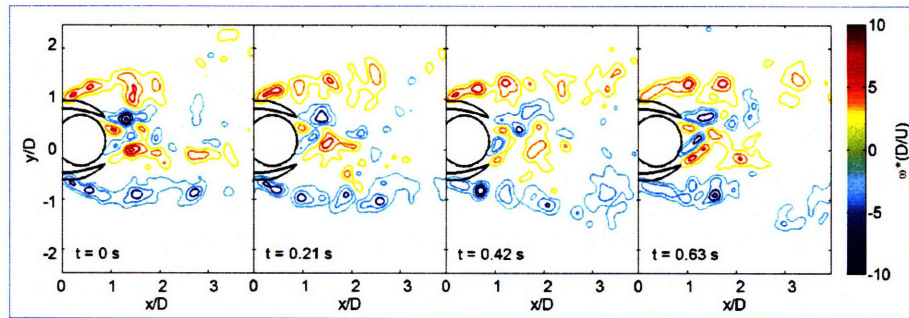 2
1
0
-1
-2
y/D
t = 0 s
t = 0.21 s
t = 0.42 s
t = 0.63 s
0 1 2 3
0 1 2 3
0 1 2 3
0 1 2 3
x/D
x/D
x/D
x/D
10
5
0
-5
-10
ω*(D/U)